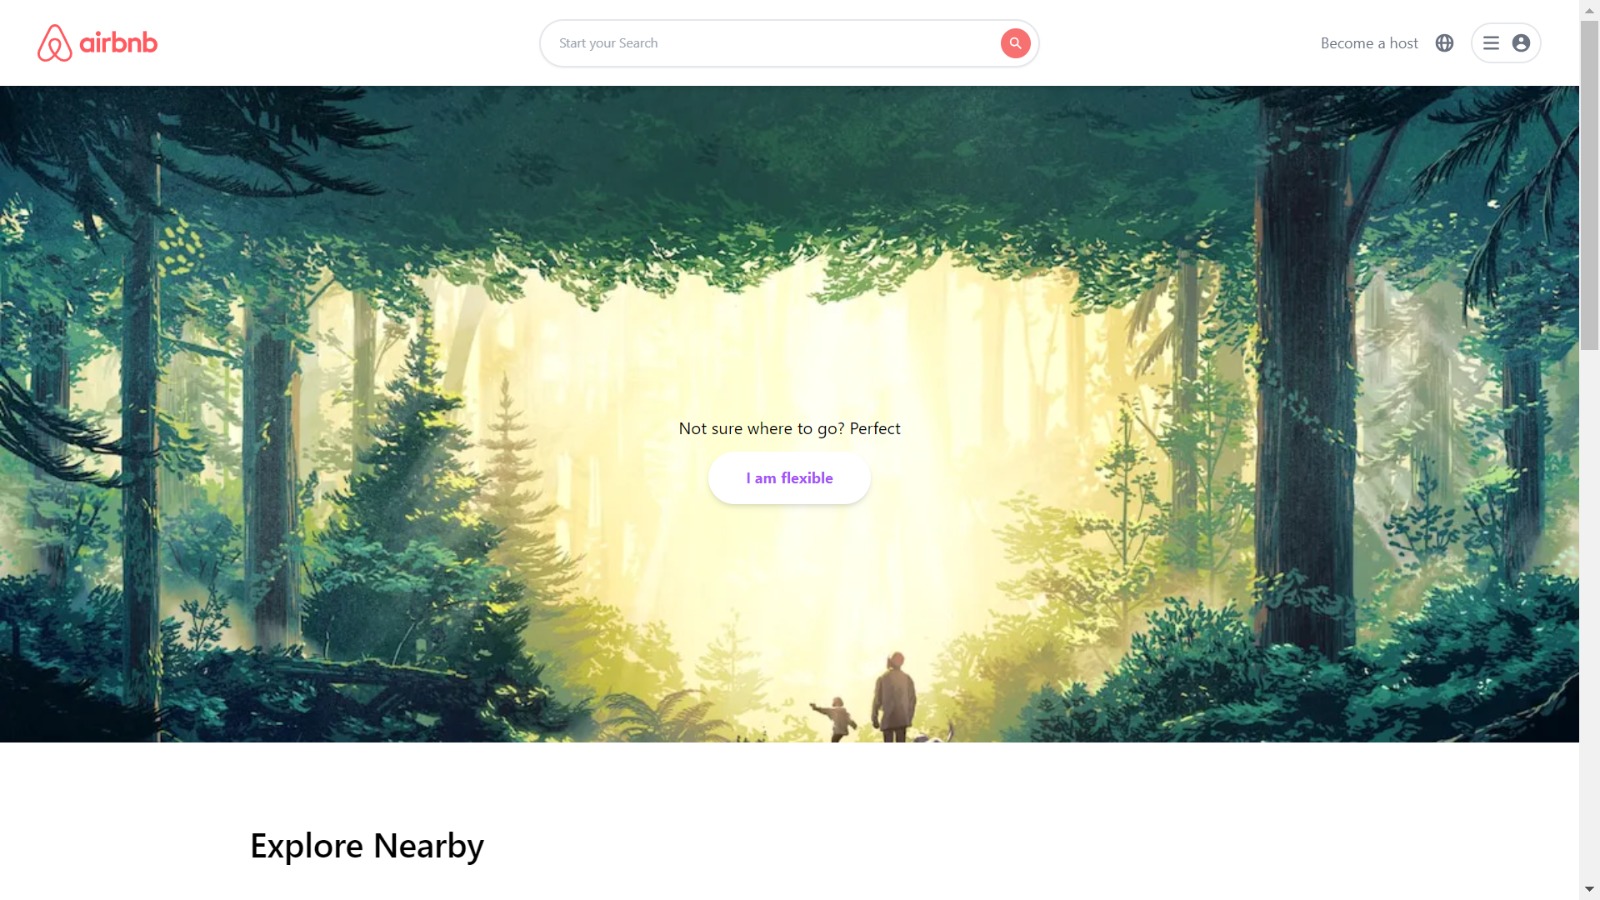 airbnb
Start your Search
Become a host
Not sure where to go? Perfect
I am flexible
Explore Nearby